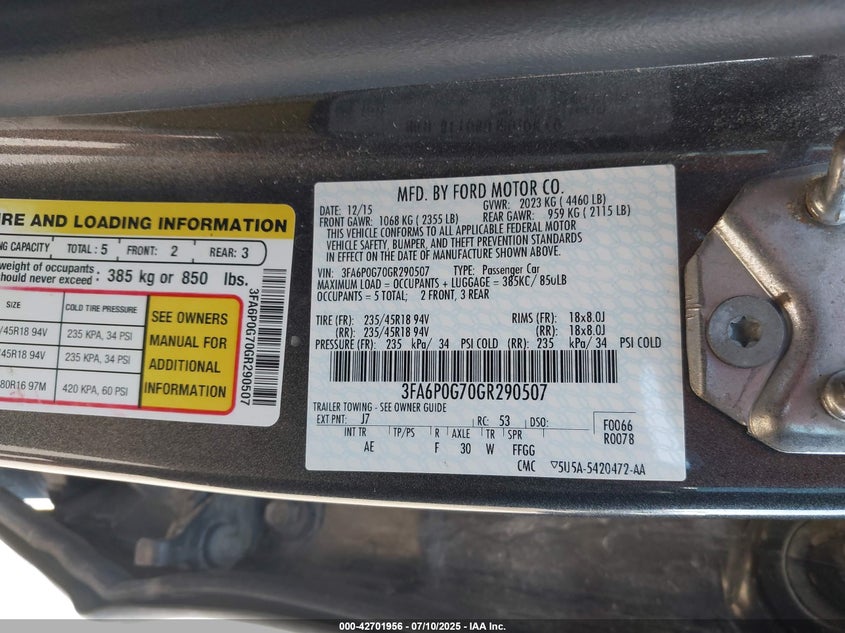 IRE AND LOADING INFORMATION
NG CAPACITY TOTAL : 5 FRONT: 2 REAR: 3
weight of occupants
should never exceed : 385 kg or 850 lbs.
SIZE COLD TIRE PRESSURE
/45R18 94V 235 KPA, 34 PSI
/45R18 94V 235 KPA, 34 PSI
80R16 97M 420 KPA, 60 PSI
SEE OWNERS
MANUAL FOR
ADDITIONAL
INFORMATION
3FA6P0G70GR290507
MFD. BY FORD MOTOR CO.
DATE: 12/15 GVWR: 2023 KG ( 4460 LB)
FRONT GAWR: 1068 KG ( 2355 LB) REAR GAWR: 959 KG ( 2115 LB)
THIS VEHICLE CONFORMS TO ALL APPLICABLE FEDERAL MOTOR
VEHICLE SAFETY, BUMPER, AND THEFT PREVENTION STANDARDS
IN EFFECT ON THE DATE OF MANUFACTURE SHOWN ABOVE.
VIN: 3FA6P0G70GR290507 TYPE: Passenger Car
MAXIMUM LOAD = OCCUPANTS + LUGGAGE = 385KG/ 850LB
OCCUPANTS = 5 TOTAL; 2 FRONT, 3 REAR
TIRE (FR): 235/45R18 94V RIMS (FR): 18x8.0J
(RR): 235/45R18 94V (RR): 18x8.0J
PRESSURE (FR): 235 kPa/ 34 PSI COLD (RR): 235 kPa/ 34 PSI COLD
3FA6P0G70GR290507
TRAILER TOWING - SEE OWNER GUIDE
EXT PNT: J7 RC: 53 DSO: F0066
R0078
INT TR TP/PS R AXLE TR SPR
AE F 30 W FFGG
CMC ▽5U5A-5420472-AA
000-42701956 - 07/10/2025 - IAA Inc.